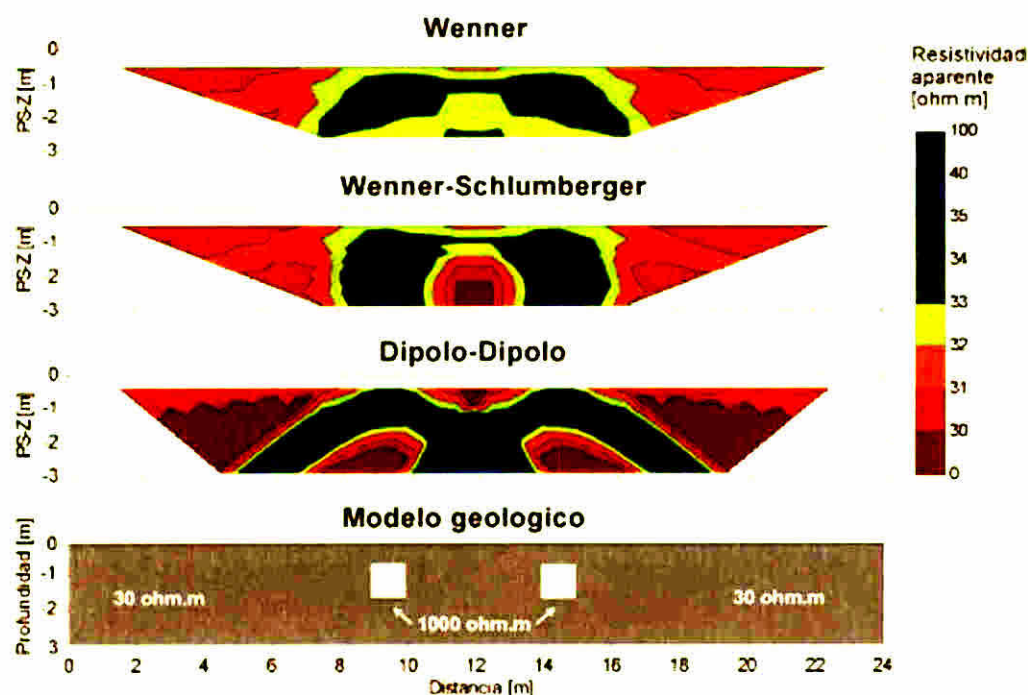 Wenner
0
-1
-2
3
PS-Z [m]
Resistividad
aparente
[ohm m]
100
40
35
34
33
32
31
30
0
Wenner-Schlumberger
0
-1
2
-3
PS-Z [m]
Dipolo-Dipolo
0
-1
2
-3
PS-Z [m]
Modelo geologico
0
-1
2
3
Profundidad [m]
30 ohm.m
1000 ohm.m
30 ohm.m
0 2 4 6 8 10 12 14 16 18 20 22 24
Distancia [m]